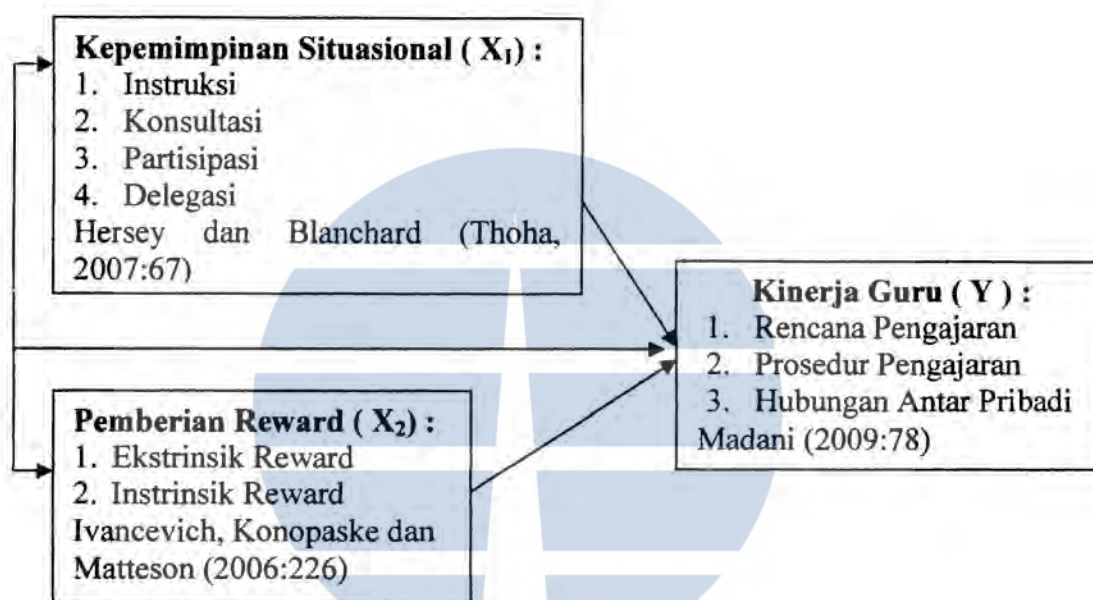 Kepemimpinan Situasional ( X₁) :
1. Instruksi
2. Konsultasi
3. Partisipasi
4. Delegasi
Hersey dan Blanchard (Thoha,
2007:67)
Kinerja Guru ( Y ) :
1. Rencana Pengajaran
2. Prosedur Pengajaran
3. Hubungan Antar Pribadi
Madani (2009:78)
Pemberian Reward ( X₂) :
1. Ekstrinsik Reward
2. Instrinsik Reward
Ivancevich, Konopaske dan
Matteson (2006:226)